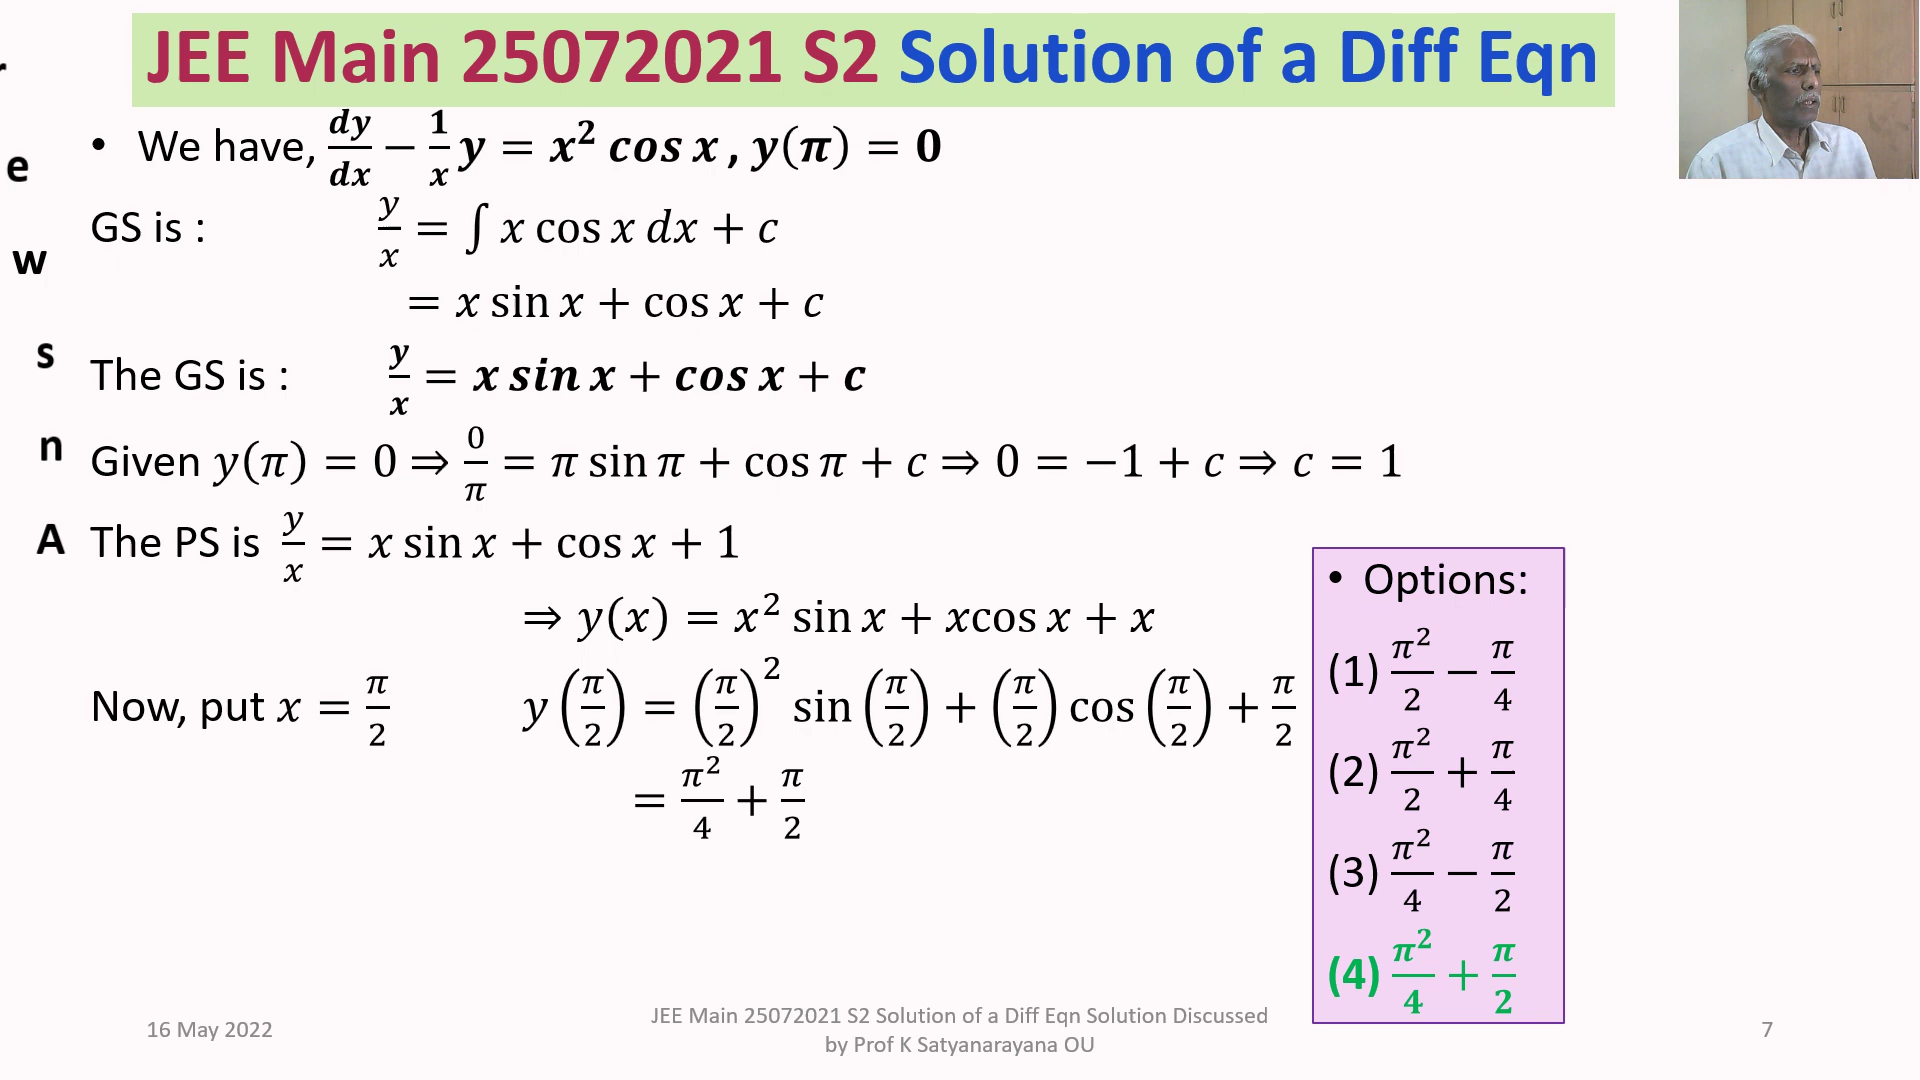 JEE Main 25072021 S2 Solution of a Diff Eqn
• We have, dy/dx − 1/x y = x² cos x , y(π) = 0
GS is : y/x = ∫ x cos x dx + c
= x sin x + cos x + c
The GS is : y/x = x sin x + cos x + c
Given y(π) = 0 ⇒ 0/π = π sin π + cos π + c ⇒ 0 = −1 + c ⇒ c = 1
The PS is y/x = x sin x + cos x + 1
⇒ y(x) = x² sin x + xcos x + x
Now, put x = π/2 y(π/2) = (π/2)² sin(π/2) + (π/2) cos(π/2) + π/2
= π²/4 + π/2
• Options:
(1) π²/2 − π/4
(2) π²/2 + π/4
(3) π²/4 − π/2
(4) π²/4 + π/2
r
e
w
s
n
A
16 May 2022
JEE Main 25072021 S2 Solution of a Diff Eqn Solution Discussed
by Prof K Satyanarayana OU
7